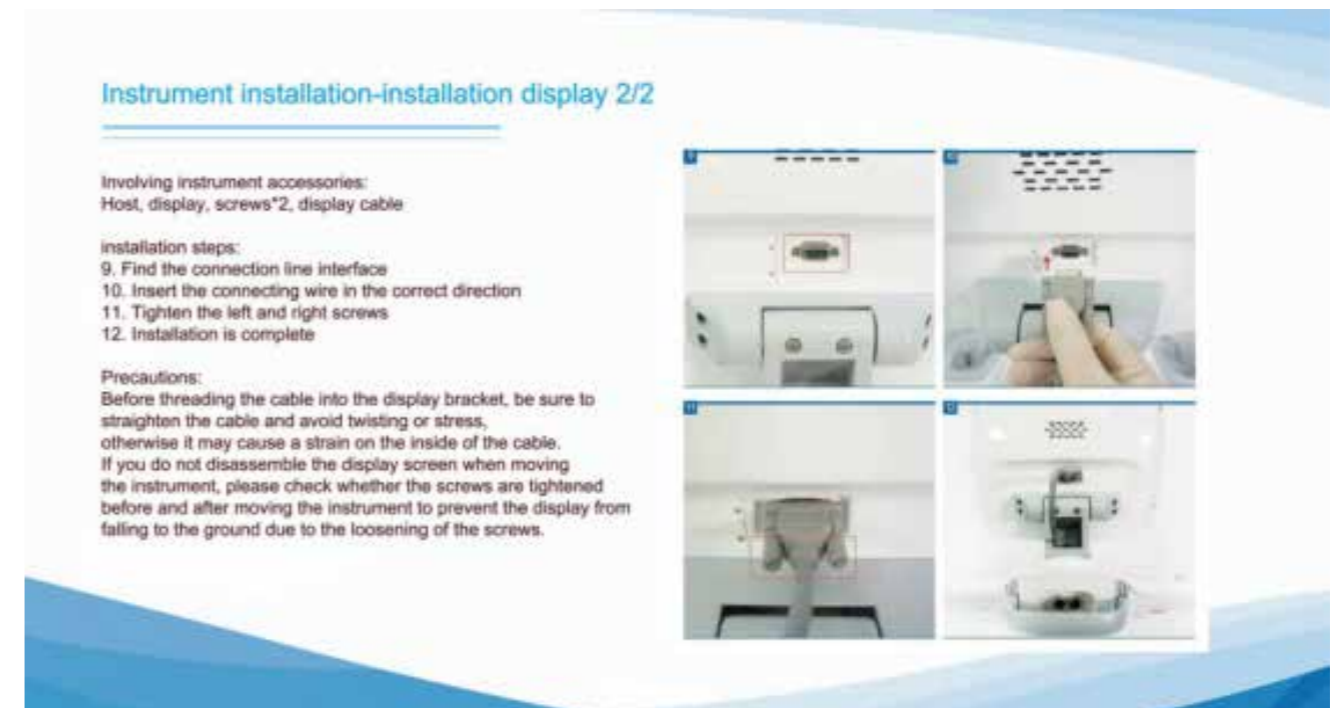 Instrument installation-installation display 2/2
Involving instrument accessories:
Host, display, screws*2, display cable
installation steps:
9. Find the connection line interface
10. Insert the connecting wire in the correct direction
11. Tighten the left and right screws
12. Installation is complete
Precautions:
Before threading the cable into the display bracket, be sure to
straighten the cable and avoid twisting or stress,
otherwise it may cause a strain on the inside of the cable.
If you do not disassemble the display screen when moving
the instrument, please check whether the screws are tightened
before and after moving the instrument to prevent the display from
falling to the ground due to the loosening of the screws.
9
10
11
12